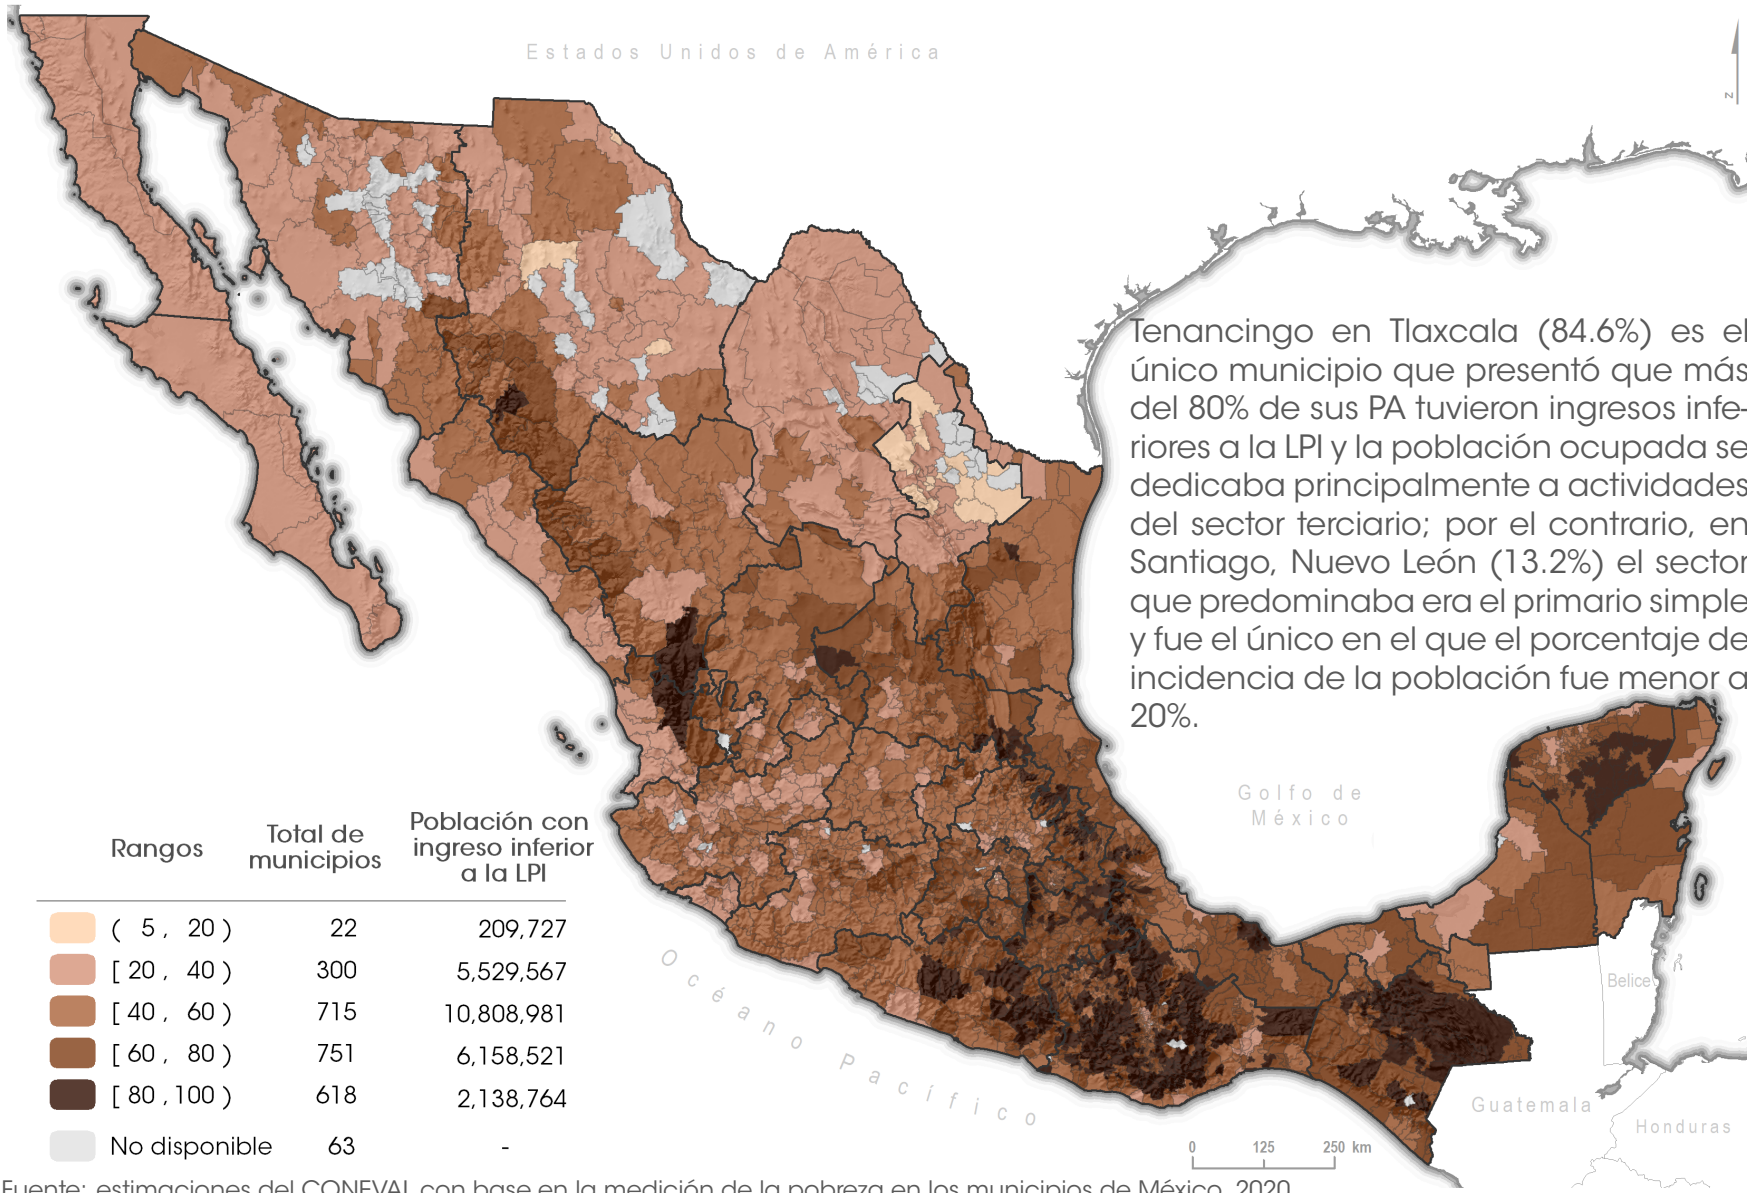 Estados Unidos de América
N
Tenancingo en Tlaxcala (84.6%) es el
único municipio que presentó que más
del 80% de sus PA tuvieron ingresos infe-
riores a la LPI y la población ocupada se
dedicaba principalmente a actividades
del sector terciario; por el contrario, en
Santiago, Nuevo León (13.2%) el sector
que predominaba era el primario simple
y fue el único en el que el porcentaje de
incidencia de la población fue menor a
20%.
Golfo de
México
Océano Pacífico
Belice
Guatemala
Honduras
0 125 250 km
Rangos Total de municipios Población con ingreso inferior a la LPI
( 5 , 20 ) 22 209,727
[ 20 , 40 ) 300 5,529,567
[ 40 , 60 ) 715 10,808,981
[ 60 , 80 ) 751 6,158,521
[ 80 , 100 ) 618 2,138,764
No disponible 63 -
Fuente: estimaciones del CONEVAL con base en la medición de la pobreza en los municipios de México, 2020